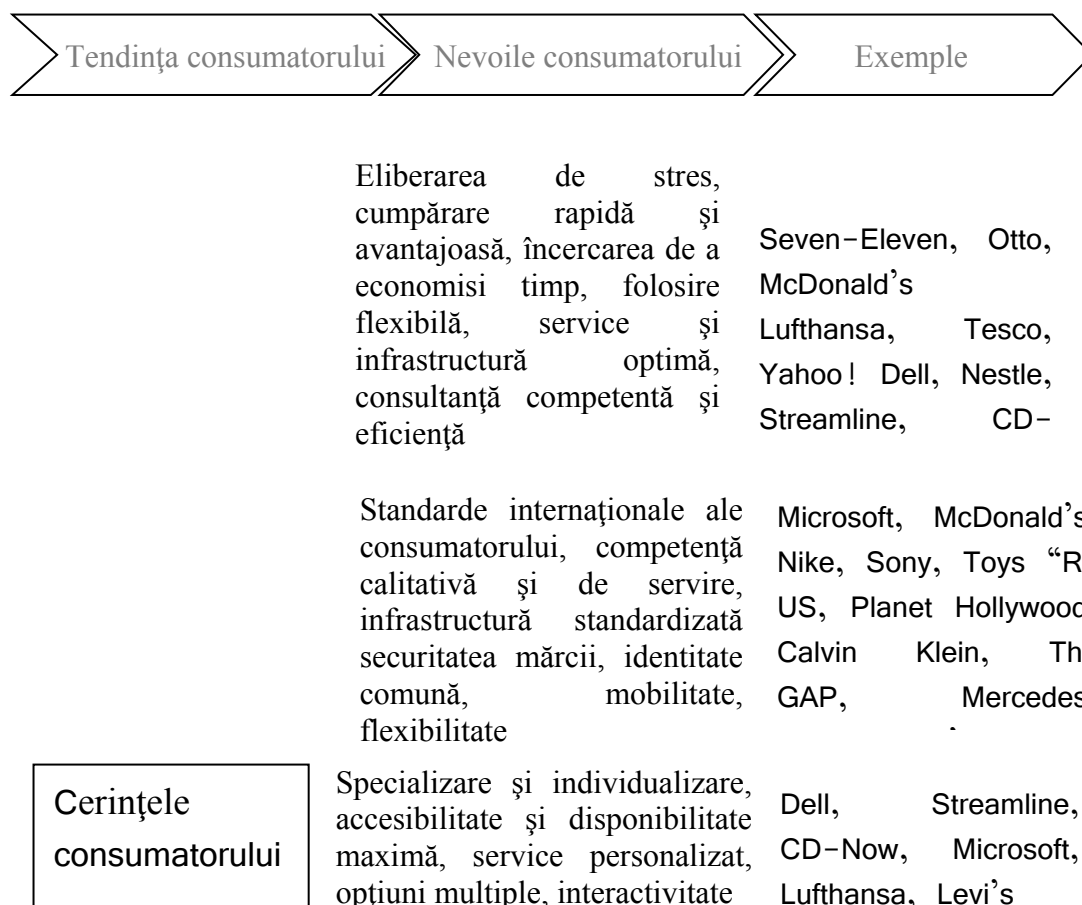 Tendinţa consumatorului
Nevoile consumatorului
Exemple
Eliberarea de stres,
cumpărare rapidă şi
avantajoasă, încercarea de a
economisi timp, folosire
flexibilă, service şi
infrastructură optimă,
consultanţă competentă şi
eficienţă
Seven-Eleven, Otto,
McDonald’s
Lufthansa, Tesco,
Yahoo! Dell, Nestle,
Streamline, CD-
Standarde internaţionale ale
consumatorului, competenţă
calitativă şi de servire,
infrastructură standardizată
securitatea mărcii, identitate
comună, mobilitate,
flexibilitate
Microsoft, McDonald’s
Nike, Sony, Toys “R
US, Planet Hollywood
Calvin Klein, Th
GAP, Mercedes
Cerinţele
consumatorului
Specializare şi individualizare,
accesibilitate şi disponibilitate
maximă, service personalizat,
opţiuni multiple, interactivitate
Dell, Streamline,
CD-Now, Microsoft,
Lufthansa, Levi’s